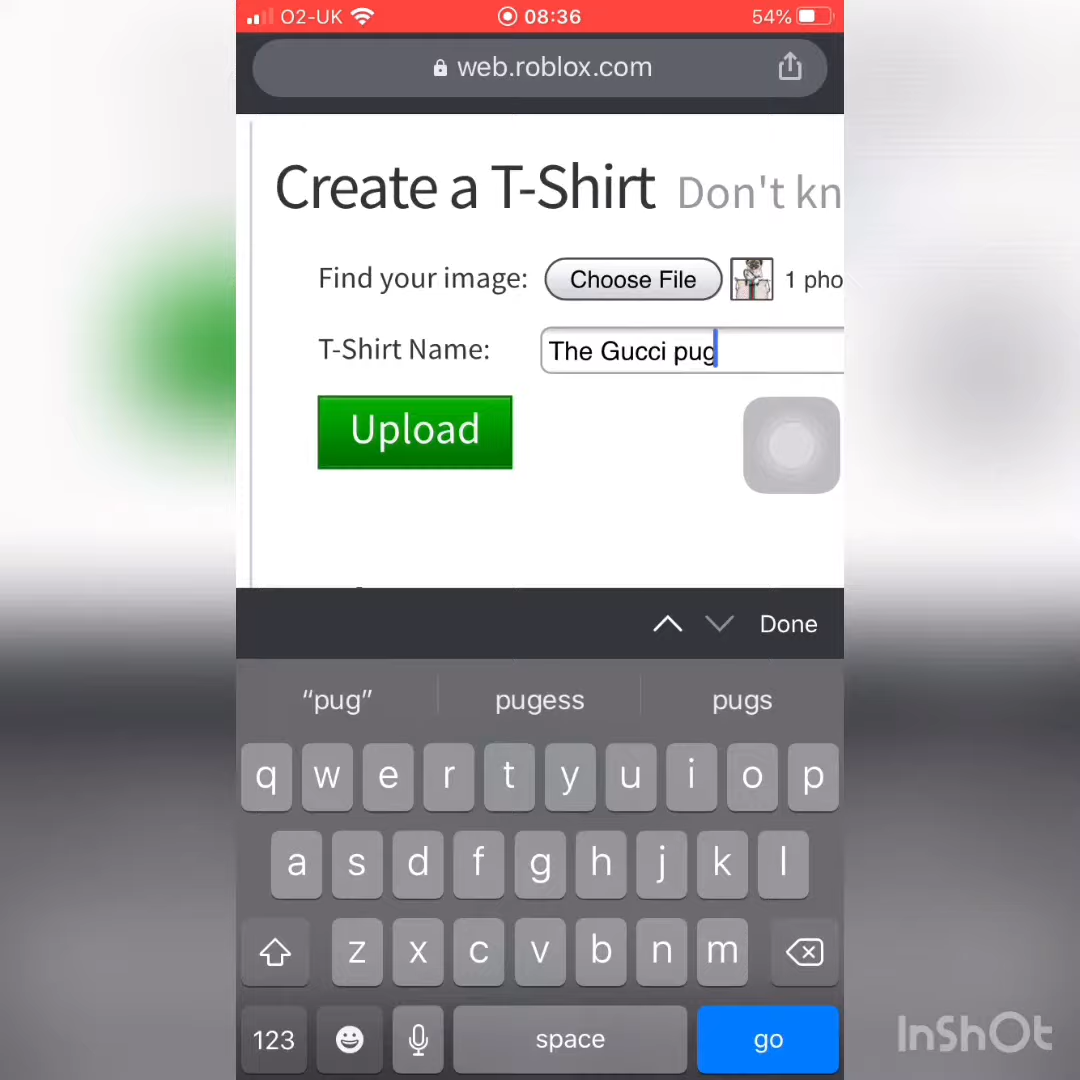 O2-UK 08:36 54%
web.roblox.com
Create a T-Shirt Don't kn
Find your image: Choose File 1 pho
T-Shirt Name: The Gucci pug
Upload
Done
“pug” pugess pugs
q w e r t y u i o p
a s d f g h j k l
z x c v b n m
123 space go
InShOt